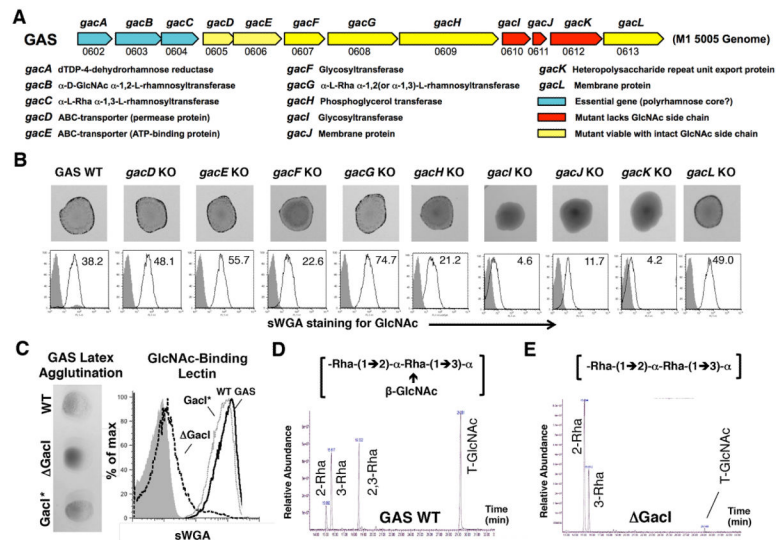 A
gacA gacB gacC gacD gacE gacF gacG gacH gacI gacJ gacK gacL
GAS (M1 5005 Genome)
0602 0603 0604 0605 0606 0607 0608 0609 0610 0611 0612 0613
gacA dTDP-4-dehydrorhamnose reductase
gacB α-D-GlcNAc α-1,2-L-rhamnosyltransferase
gacC α-L-Rha α-1,3-L-rhamnosyltransferase
gacD ABC-transporter (permease protein)
gacE ABC-transporter (ATP-binding protein)
gacF Glycosyltransferase
gacG α-L-Rha α-1,2(or α-1,3)-L-rhamnosyltransferase
gacH Phosphoglycerol transferase
gacI Glycosyltransferase
gacJ Membrane protein
gacK Heteropolysaccharide repeat unit export protein
gacL Membrane protein
Essential gene (polyrhamnose core?)
Mutant lacks GlcNAc side chain
Mutant viable with intact GlcNAc side chain
B
GAS WT gacD KO gacE KO gacF KO gacG KO gacH KO gacI KO gacJ KO gacK KO gacL KO
38.2 48.1 55.7 22.6 74.7 21.2 4.6 11.7 4.2 49.0
sWGA staining for GlcNAc
C
GAS Latex
Agglutination
WT
ΔGacI
GacI*
GlcNAc-Binding
Lectin
GacI* WT GAS
ΔGacI
% of max
100
80
60
40
20
0
sWGA
D
-Rha-(1➔2)-α-Rha-(1➔3)-α
β-GlcNAc
Relative Abundance
2-Rha
3-Rha
2,3-Rha
T-GlcNAc
GAS WT
Time
(min)
E
-Rha-(1➔2)-α-Rha-(1➔3)-α
Relative Abundance
2-Rha
3-Rha
T-GlcNAc
ΔGacI
Time
(min)